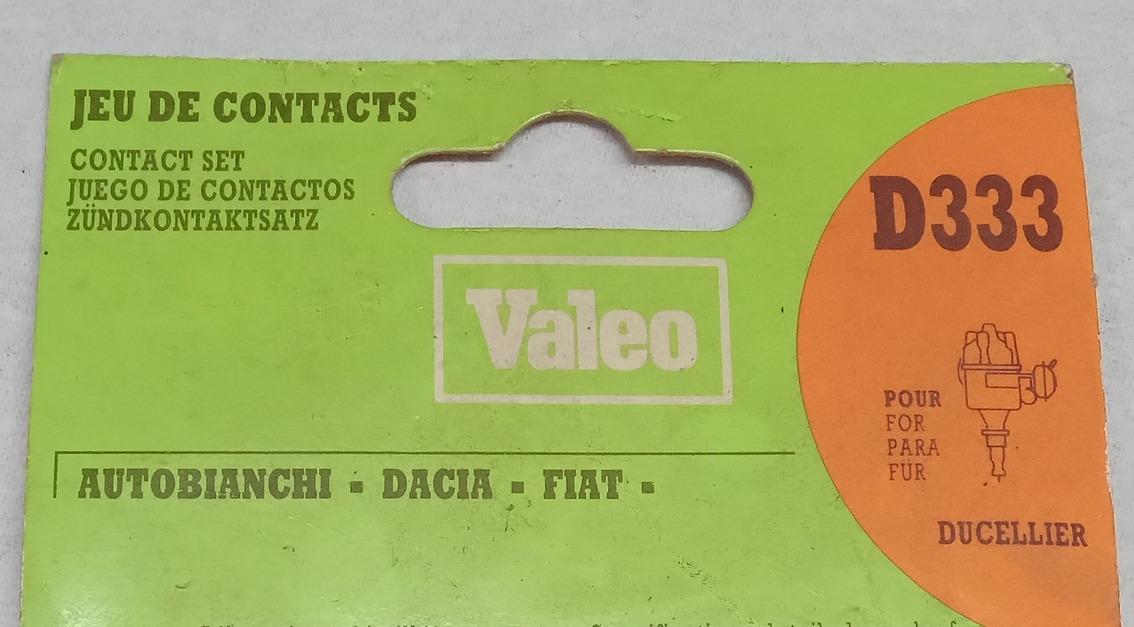 JEU DE CONTACTS
CONTACT SET
JUEGO DE CONTACTOS
ZÜNDKONTAKTSATZ
Valeo
D333
POUR
FOR
PARA
FÜR
DUCELLIER
AUTOBIANCHI ▪ DACIA ▪ FIAT ▪